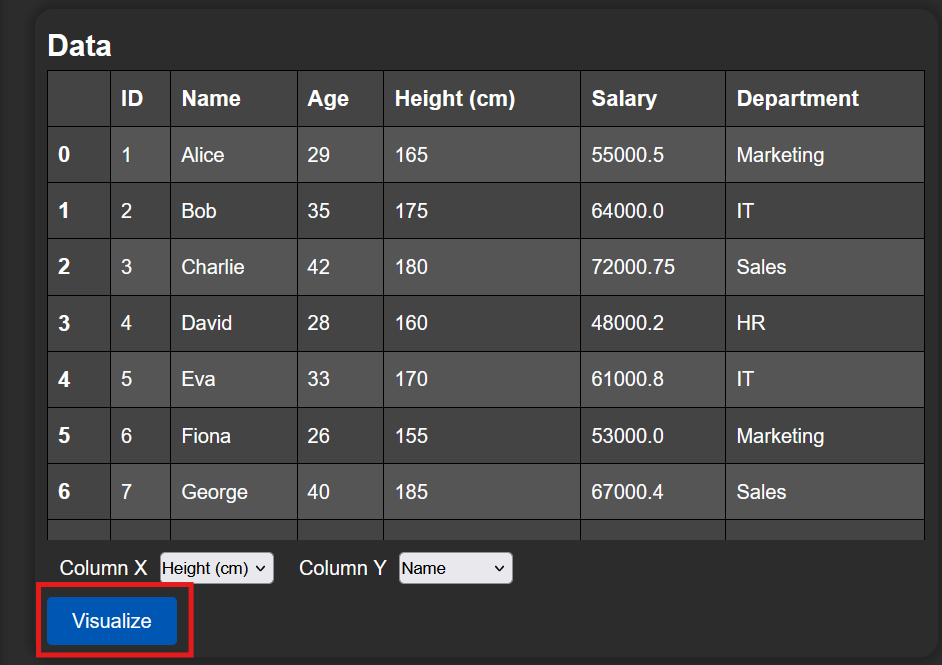 Data
ID Name Age Height (cm) Salary Department
0 1 Alice 29 165 55000.5 Marketing
1 2 Bob 35 175 64000.0 IT
2 3 Charlie 42 180 72000.75 Sales
3 4 David 28 160 48000.2 HR
4 5 Eva 33 170 61000.8 IT
5 6 Fiona 26 155 53000.0 Marketing
6 7 George 40 185 67000.4 Sales
Column X Height (cm) Column Y Name
Visualize